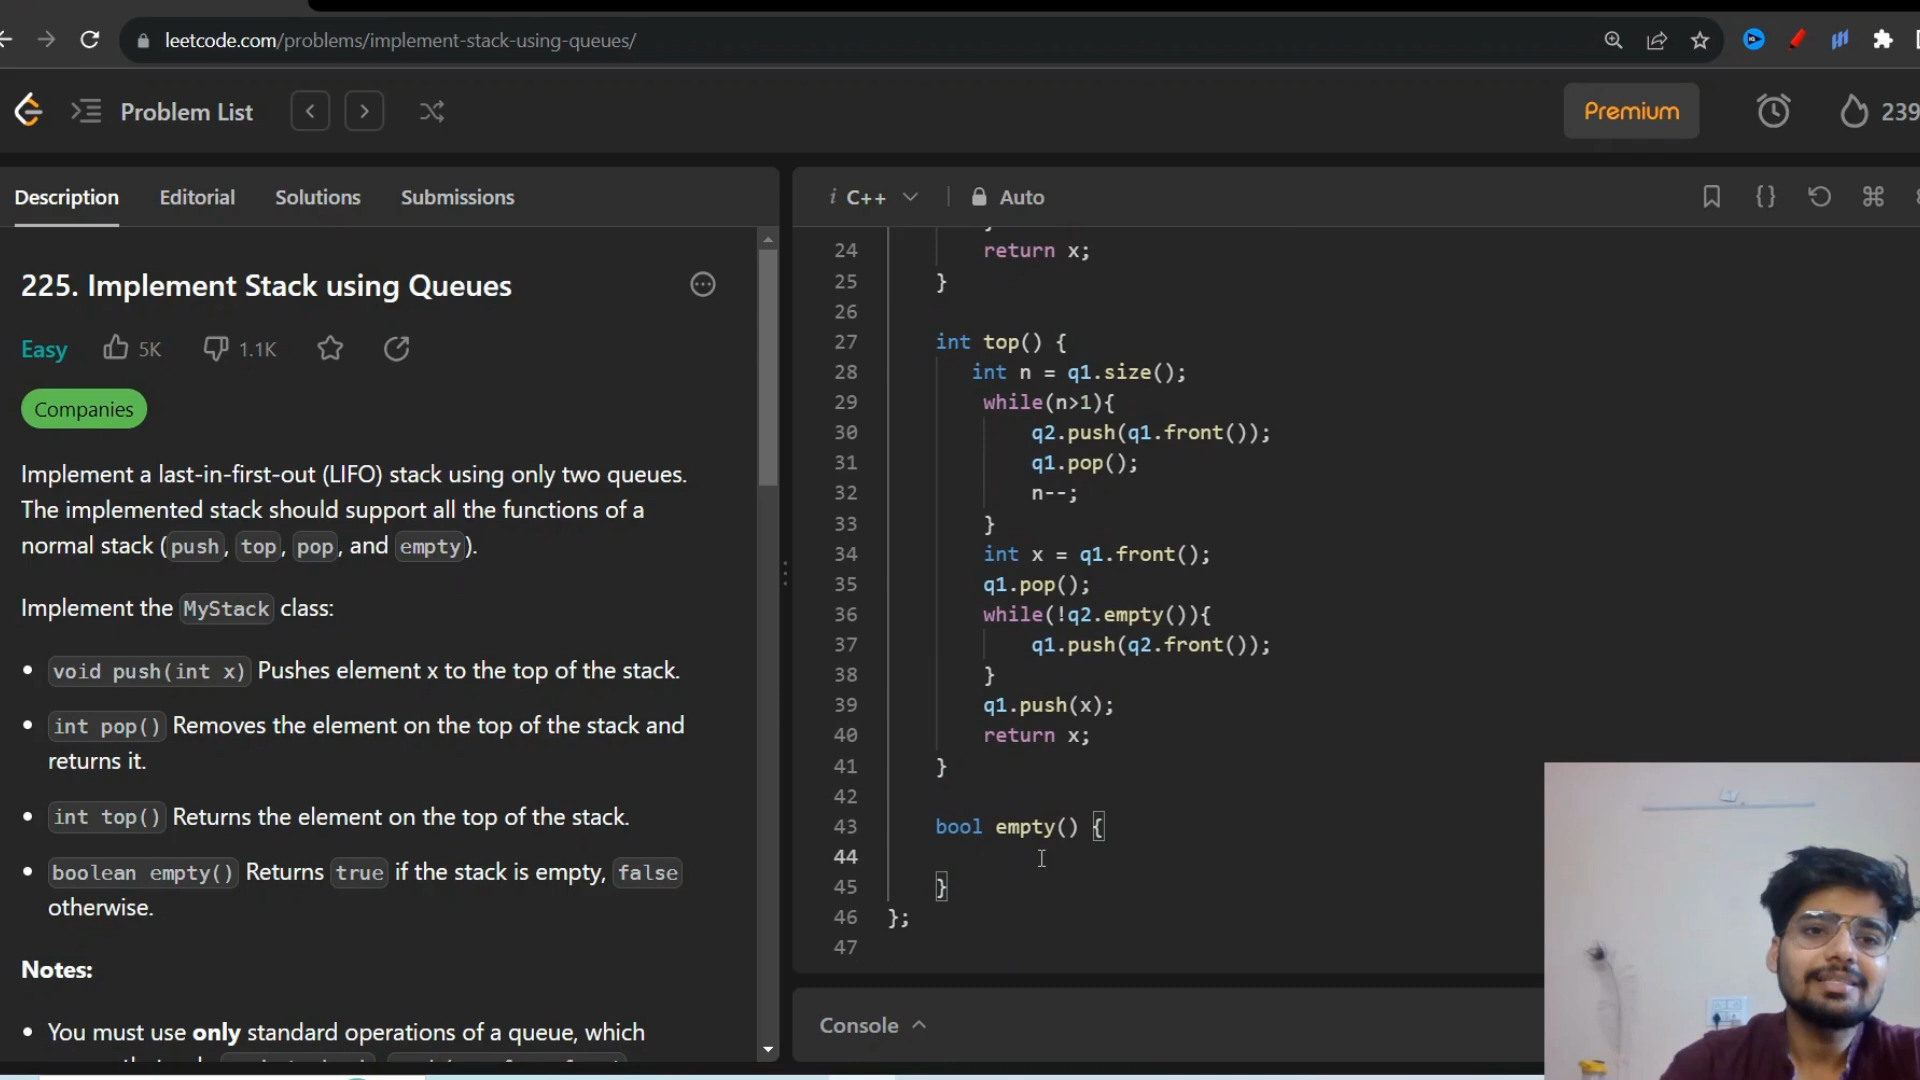 leetcode.com/problems/implement-stack-using-queues/
Problem List
Premium
239
Description
Editorial
Solutions
Submissions
225. Implement Stack using Queues
Easy
5K
1.1K
Companies
Implement a last-in-first-out (LIFO) stack using only two queues.
The implemented stack should support all the functions of a
normal stack (push, top, pop, and empty).
Implement the MyStack class:
• void push(int x) Pushes element x to the top of the stack.
• int pop() Removes the element on the top of the stack and
returns it.
• int top() Returns the element on the top of the stack.
• boolean empty() Returns true if the stack is empty, false
otherwise.
Notes:
• You must use only standard operations of a queue, which
i C++
Auto
24 return x;
25 }
26
27 int top() {
28 int n = q1.size();
29 while(n>1){
30 q2.push(q1.front());
31 q1.pop();
32 n--;
33 }
34 int x = q1.front();
35 q1.pop();
36 while(!q2.empty()){
37 q1.push(q2.front());
38 }
39 q1.push(x);
40 return x;
41 }
42
43 bool empty() {
44
45 }
46 };
47
Console